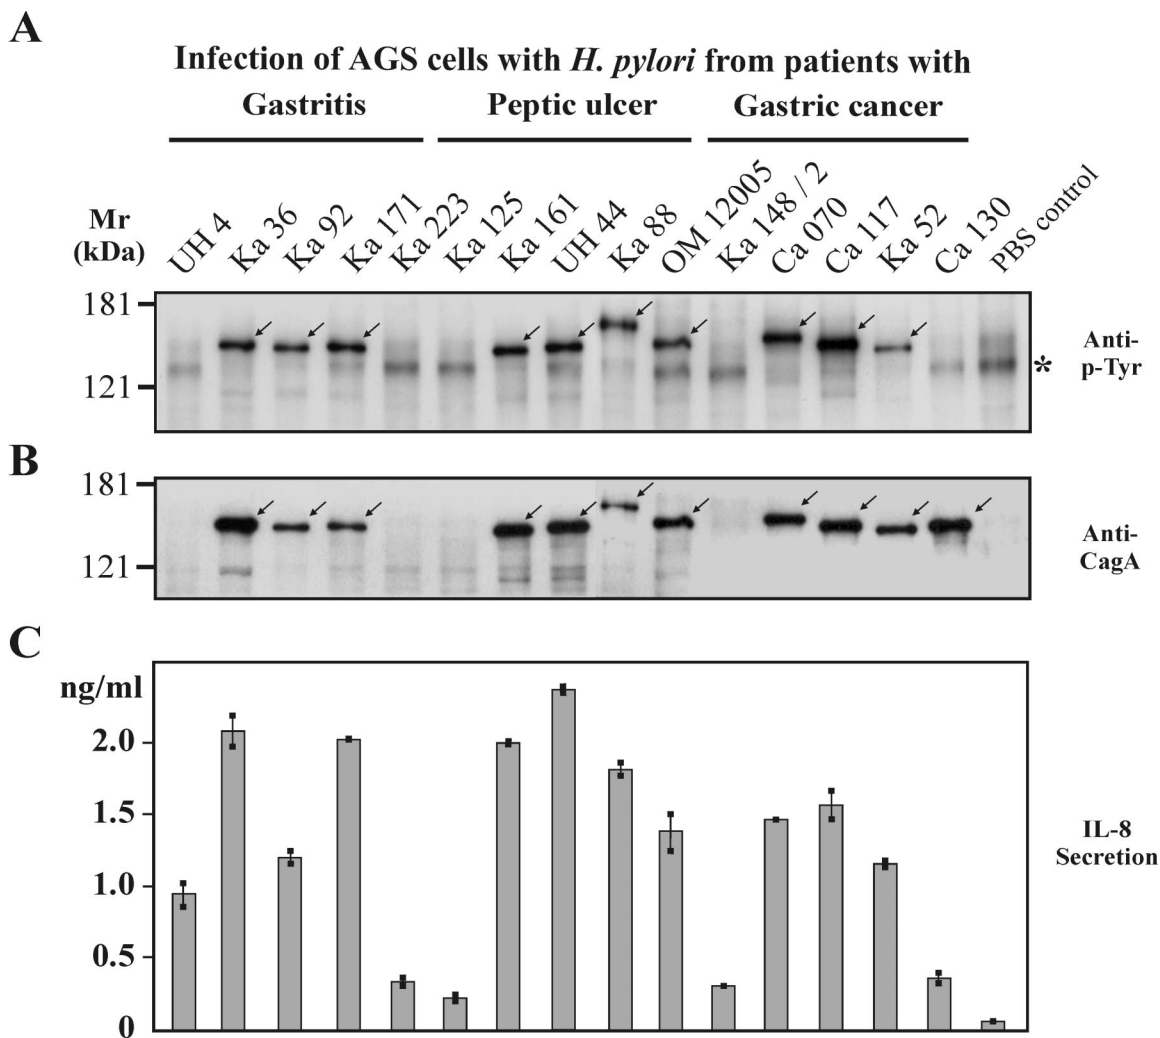 A
Infection of AGS cells with H. pylori from patients with
Gastritis Peptic ulcer Gastric cancer
Mr
(kDa)
UH 4 Ka 36 Ka 92 Ka 171 Ka 223 Ka 125 Ka 161 UH 44 Ka 88 OM 12005 Ka 148 / 2 Ca 070 Ca 117 Ka 52 Ca 130 PBS control
181
121
*
Anti-
p-Tyr
B
181
121
Anti-
CagA
C
ng/ml
2.0
1.5
1.0
0.5
0
IL-8
Secretion